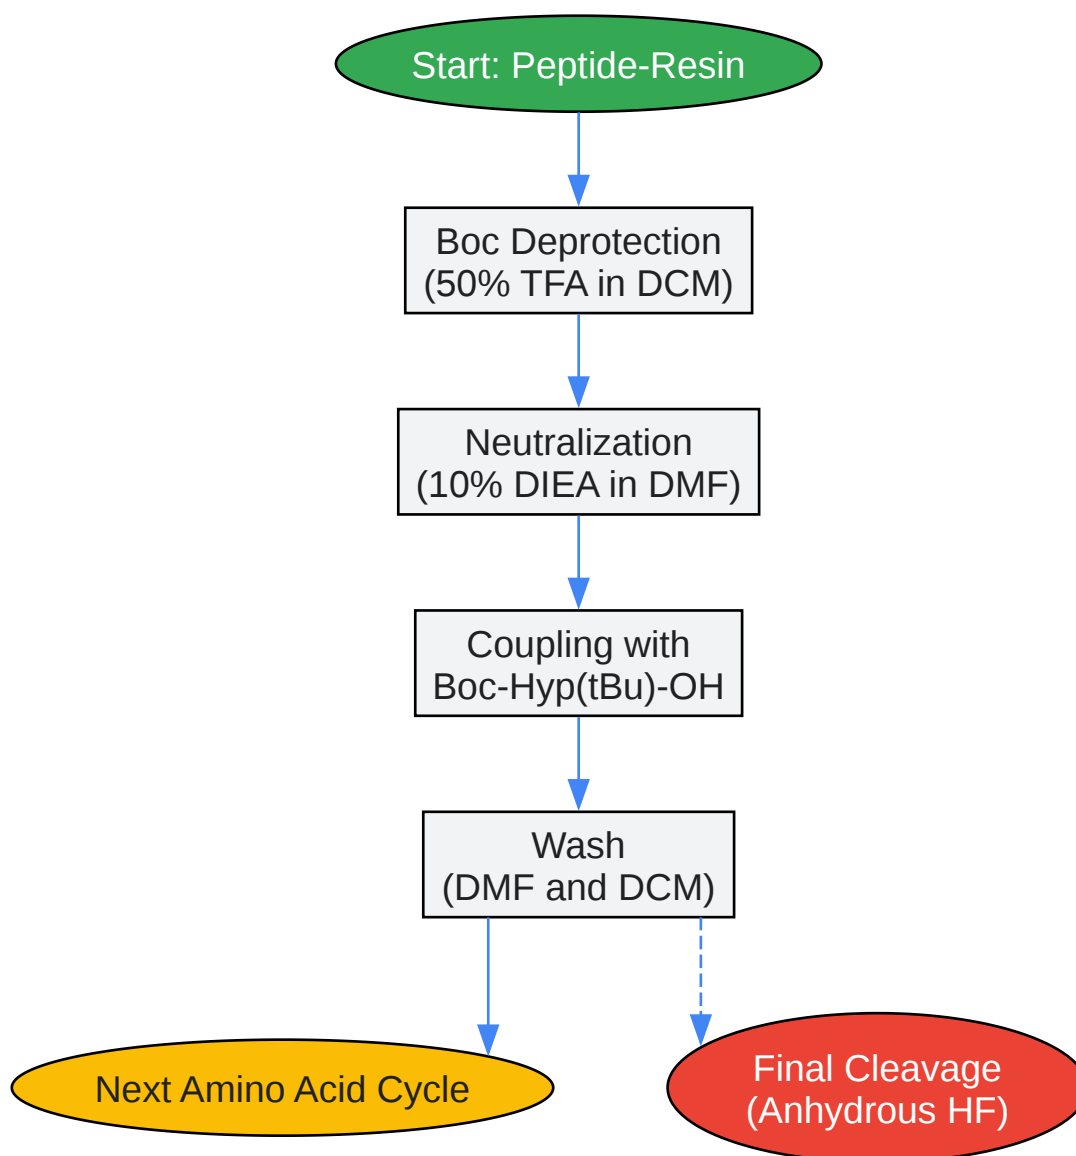 Start: Peptide-Resin
Boc Deprotection
(50% TFA in DCM)
Neutralization
(10% DIEA in DMF)
Coupling with
Boc-Hyp(tBu)-OH
Wash
(DMF and DCM)
Next Amino Acid Cycle
Final Cleavage
(Anhydrous HF)